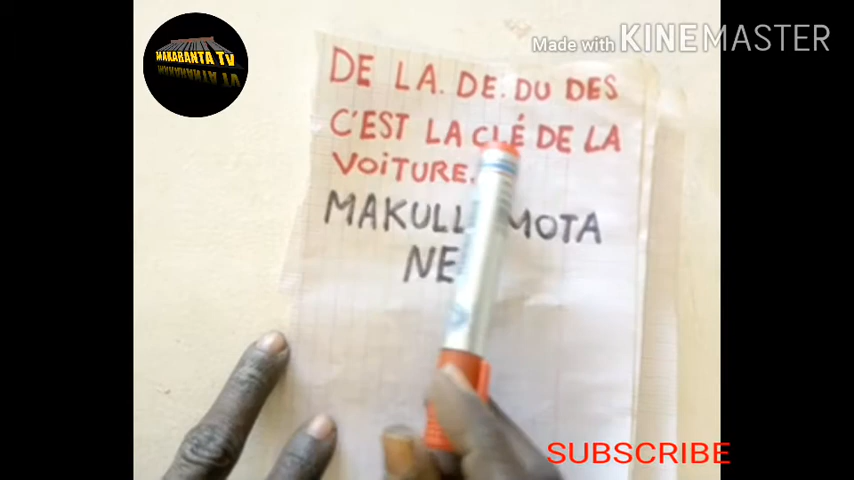 MAKARANTA TV
Made with KINEMASTER
DE LA. DE. DU DES
C'EST LA CLÉ DE LA
VOiTURE.
MAKULL MOTA
NE
SUBSCRIBE